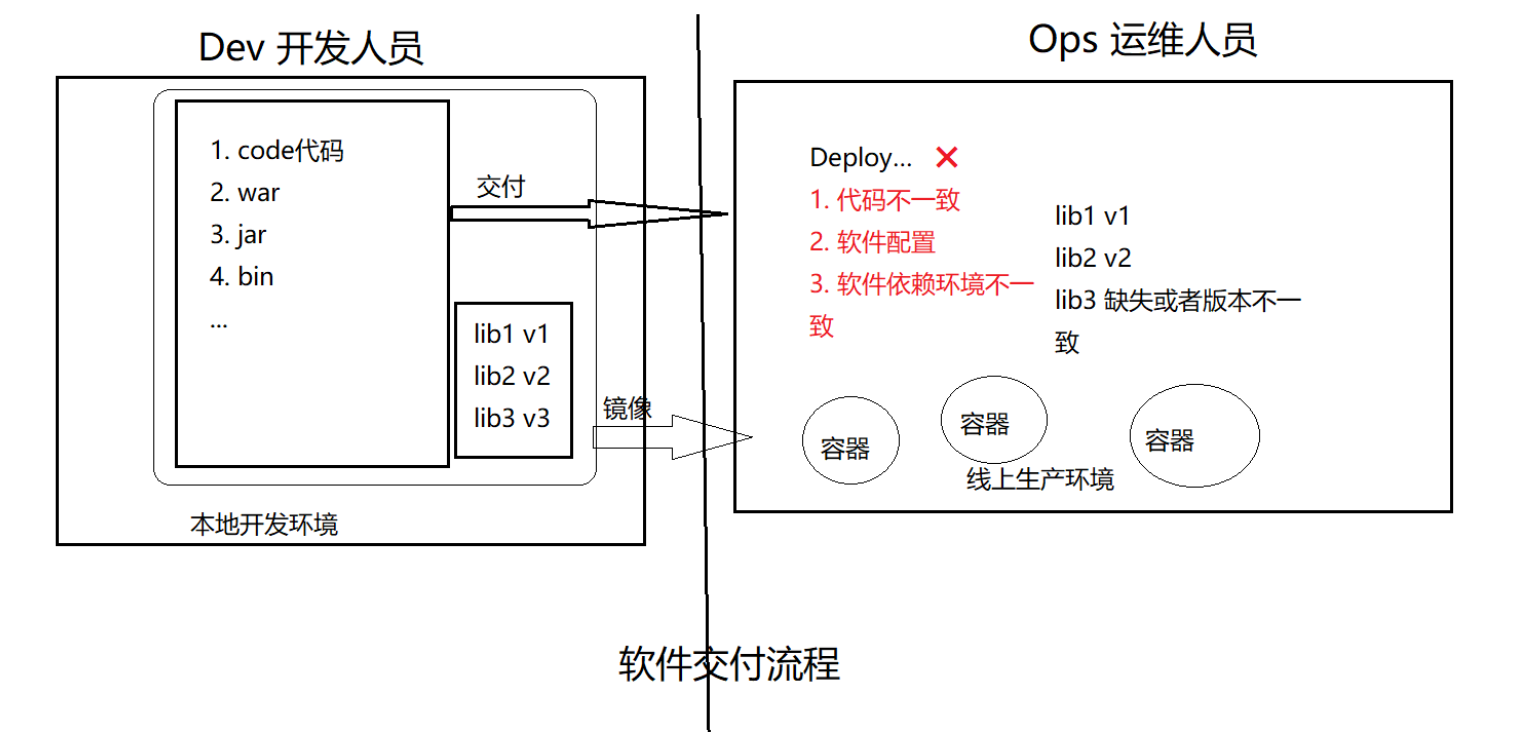 Dev 开发人员
1. code代码
2. war
3. jar
4. bin
...
交付
lib1 v1
lib2 v2
lib3 v3
镜像
本地开发环境
Ops 运维人员
Deploy...
1. 代码不一致
2. 软件配置
3. 软件依赖环境不一
致
lib1 v1
lib2 v2
lib3 缺失或者版本不一
致
容器
容器
容器
线上生产环境
软件交付流程